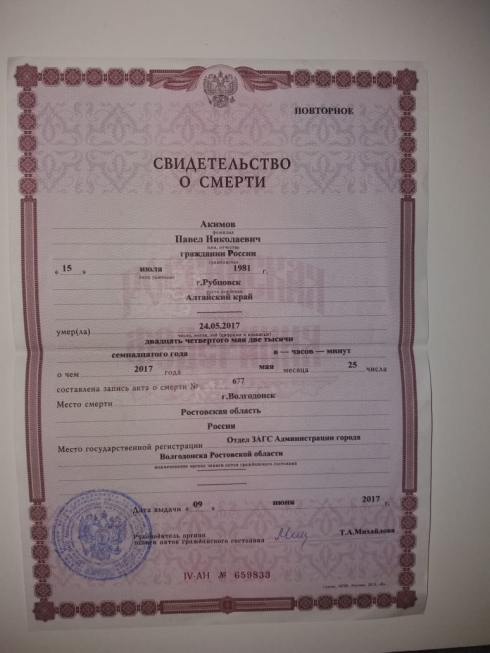 ПОВТОРНОЕ
СВИДЕТЕЛЬСТВО
О СМЕРТИ
Акимов
фамилия
Павел Николаевич
имя, отчество
гражданин России
гражданство
« 15 » июля 1981 г.
дата рождения
г.Рубцовск
место рождения
Алтайский край
умер(ла) 24.05.2017
число, месяц, год (цифрами и прописью)
двадцать четвертого мая две тысячи
семнадцатого года в — часов — минут
о чем 2017 года мая месяца 25 числа
составлена запись акта о смерти № 677
Место смерти г.Волгодонск
Ростовская область
Россия
Место государственной регистрации Отдел ЗАГС Администрации города
Волгодонска Ростовской области
наименование органа записи актов гражданского состояния
Дата выдачи « 09 » июня 2017 г.
Руководитель органа
записи актов гражданского состояния Т.А.Михайлова
IV-АН № 659833